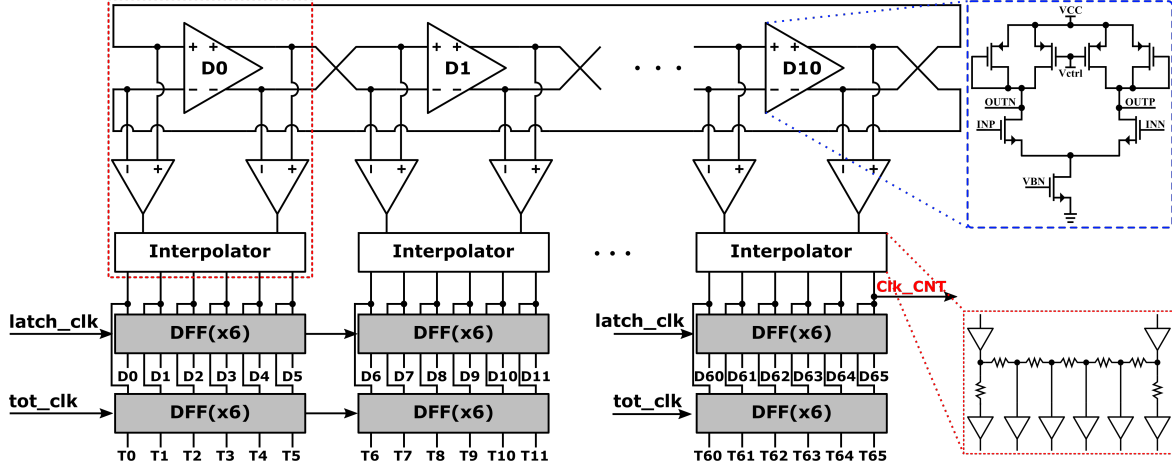 D0
D1
D10
+ +
− −
+ +
− −
+ +
− −
. . .
VCC
Vctrl
OUTN
OUTP
INP
INN
VBN
− +
− +
− +
− +
− +
− +
Interpolator
Interpolator
. . .
Interpolator
Clk_CNT
latch_clk
DFF(x6)
DFF(x6)
latch_clk
DFF(x6)
D0 D1 D2 D3 D4 D5
D6 D7 D8 D9 D10 D11
D60 D61 D62 D63 D64 D65
tot_clk
DFF(x6)
DFF(x6)
tot_clk
DFF(x6)
T0 T1 T2 T3 T4 T5
T6 T7 T8 T9 T10 T11
T60 T61 T62 T63 T64 T65